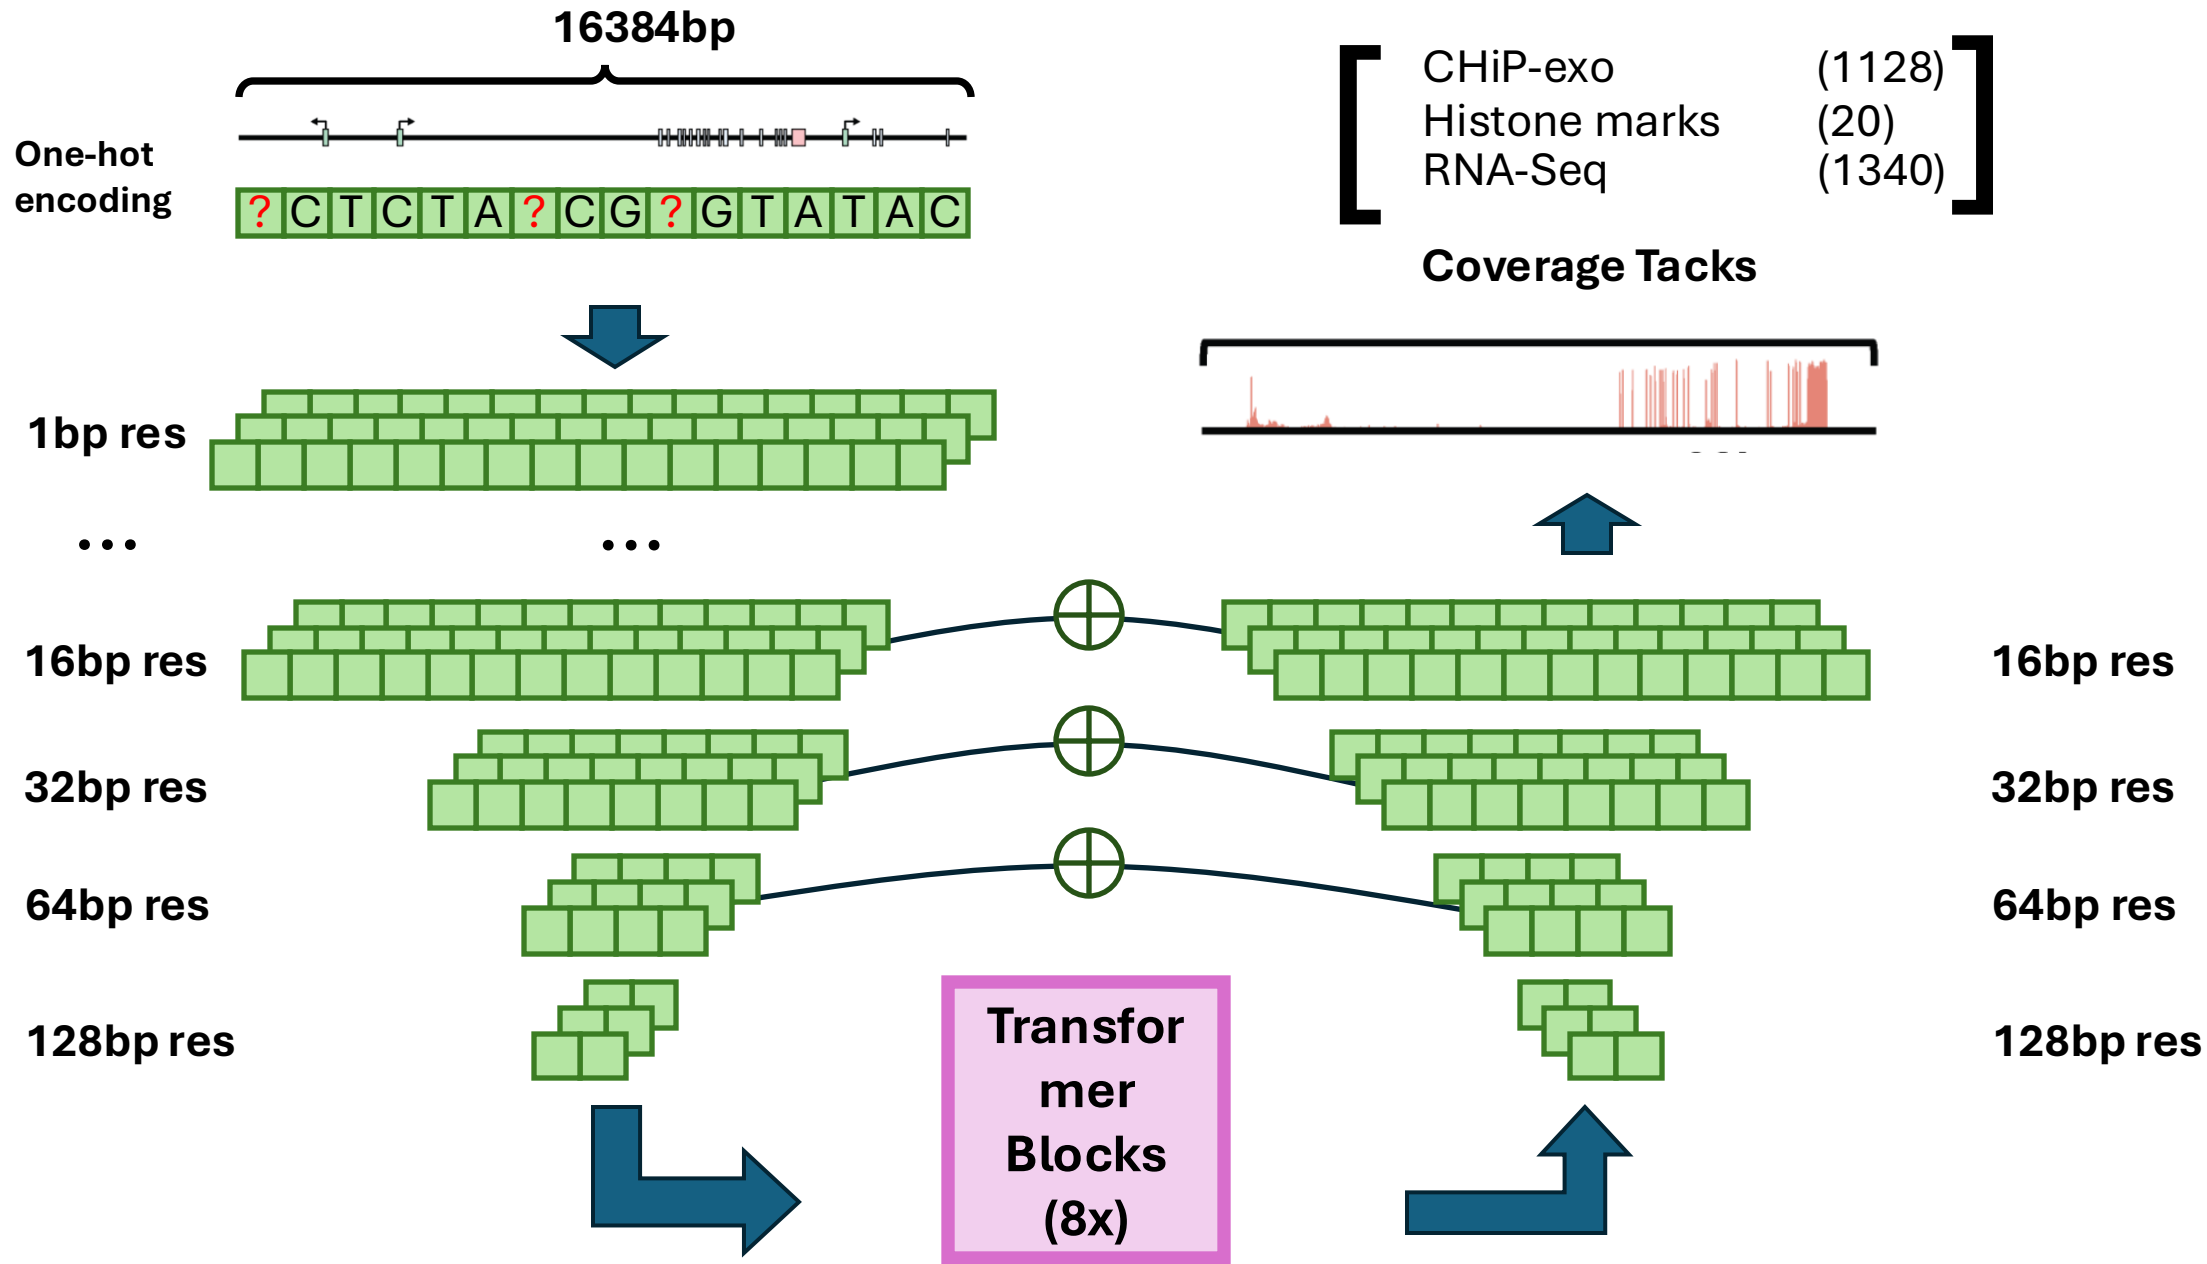 16384bp
One-hot
encoding
? C T C T A ? C G ? G T A T A C
1bp res
...
...
16bp res
32bp res
64bp res
128bp res
Transfor
mer
Blocks
(8x)
CHiP-exo (1128)
Histone marks (20)
RNA-Seq (1340)
Coverage Tacks
16bp res
32bp res
64bp res
128bp res